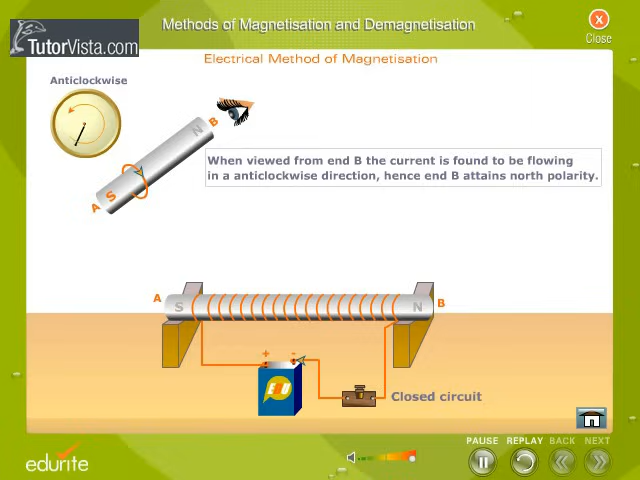 Methods of Magnetisation and Demagnetisation
TutorVista.com
Close
Electrical Method of Magnetisation
Anticlockwise
N
B
When viewed from end B the current is found to be flowing
in a anticlockwise direction, hence end B attains north polarity.
S
A
A
S
N
B
+
-
EDU
Closed circuit
PAUSE REPLAY BACK NEXT
edurite